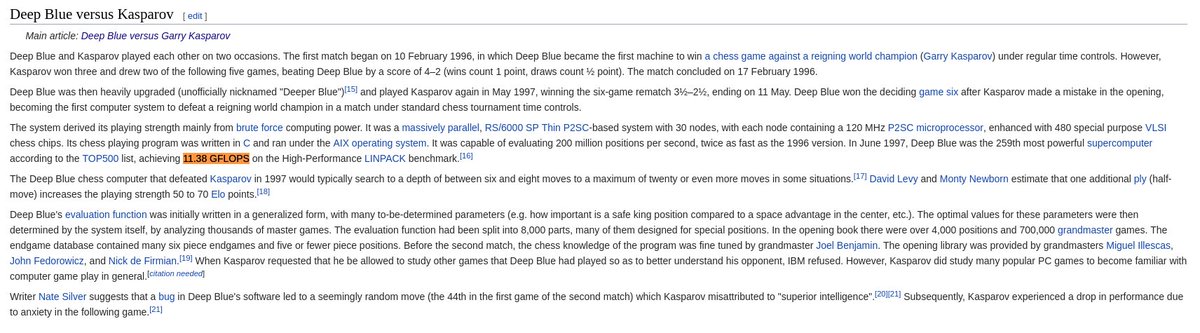 Deep Blue versus Kasparov [ edit ]
Main article: Deep Blue versus Garry Kasparov
Deep Blue and Kasparov played each other on two occasions. The first match began on 10 February 1996, in which Deep Blue became the first machine to win a chess game against a reigning world champion (Garry Kasparov) under regular time controls. However,
Kasparov won three and drew two of the following five games, beating Deep Blue by a score of 4–2 (wins count 1 point, draws count ½ point). The match concluded on 17 February 1996.
Deep Blue was then heavily upgraded (unofficially nicknamed "Deeper Blue")[15] and played Kasparov again in May 1997, winning the six-game rematch 3½–2½, ending on 11 May. Deep Blue won the deciding game six after Kasparov made a mistake in the opening,
becoming the first computer system to defeat a reigning world champion in a match under standard chess tournament time controls.
The system derived its playing strength mainly from brute force computing power. It was a massively parallel, RS/6000 SP Thin P2SC-based system with 30 nodes, with each node containing a 120 MHz P2SC microprocessor, enhanced with 480 special purpose VLSI
chess chips. Its chess playing program was written in C and ran under the AIX operating system. It was capable of evaluating 200 million positions per second, twice as fast as the 1996 version. In June 1997, Deep Blue was the 259th most powerful supercomputer
according to the TOP500 list, achieving 11.38 GFLOPS on the High-Performance LINPACK benchmark.[16]
The Deep Blue chess computer that defeated Kasparov in 1997 would typically search to a depth of between six and eight moves to a maximum of twenty or even more moves in some situations.[17] David Levy and Monty Newborn estimate that one additional ply (half-
move) increases the playing strength 50 to 70 Elo points.[18]
Deep Blue's evaluation function was initially written in a generalized form, with many to-be-determined parameters (e.g. how important is a safe king position compared to a space advantage in the center, etc.). The optimal values for these parameters were then
determined by the system itself, by analyzing thousands of master games. The evaluation function had been split into 8,000 parts, many of them designed for special positions. In the opening book there were over 4,000 positions and 700,000 grandmaster games. The
endgame database contained many six piece endgames and five or fewer piece positions. Before the second match, the chess knowledge of the program was fine tuned by grandmaster Joel Benjamin. The opening library was provided by grandmasters Miguel Illescas,
John Fedorowicz, and Nick de Firmian.[19] When Kasparov requested that he be allowed to study other games that Deep Blue had played so as to better understand his opponent, IBM refused. However, Kasparov did study many popular PC games to become familiar with
computer game play in general.[citation needed]
Writer Nate Silver suggests that a bug in Deep Blue's software led to a seemingly random move (the 44th in the first game of the second match) which Kasparov misattributed to "superior intelligence".[20][21] Subsequently, Kasparov experienced a drop in performance due
to anxiety in the following game.[21]